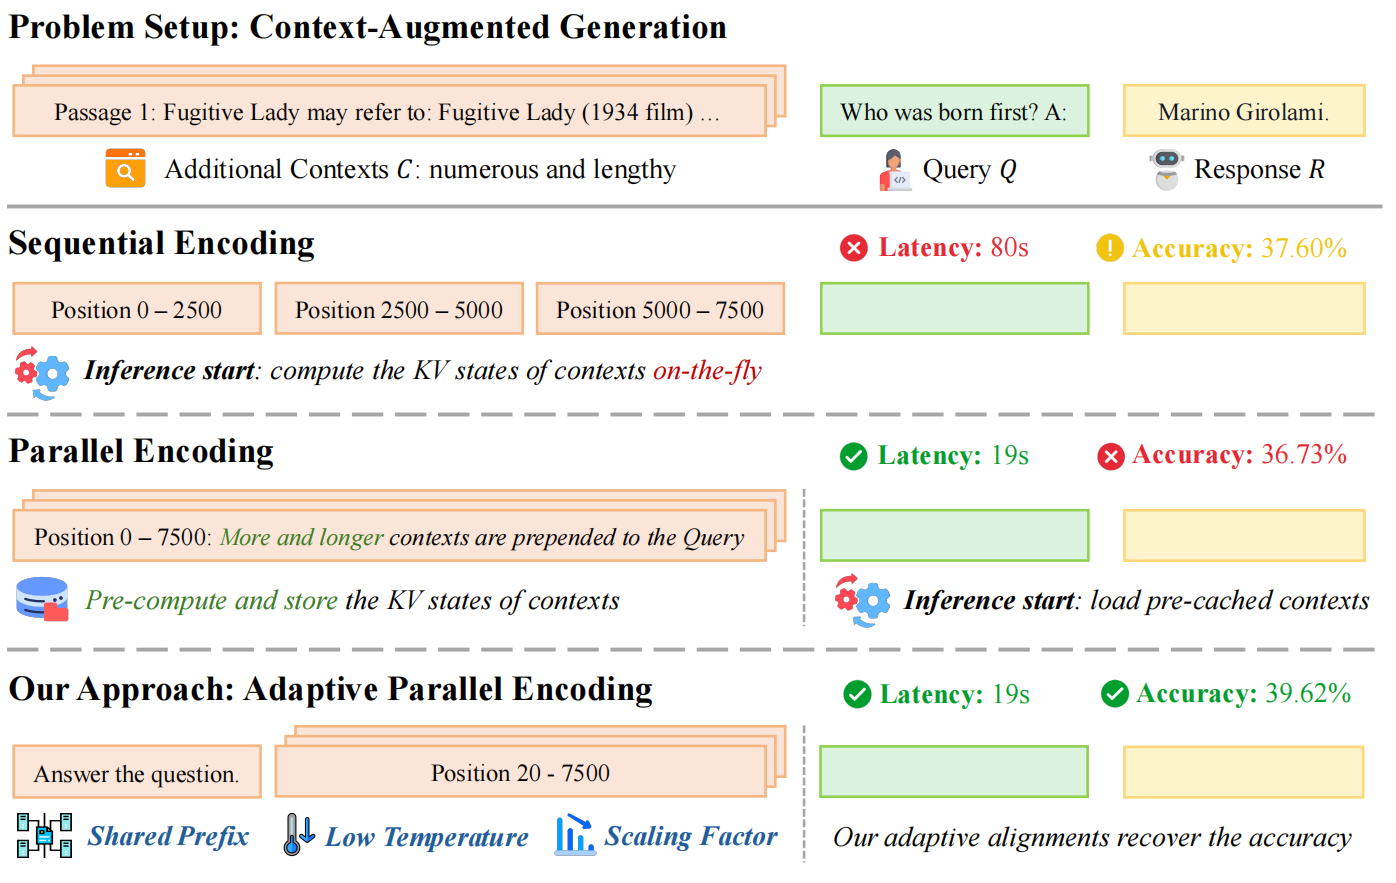 Problem Setup: Context-Augmented Generation
Passage 1: Fugitive Lady may refer to: Fugitive Lady (1934 film) …
Who was born first? A:
Marino Girolami.
Additional Contexts C: numerous and lengthy
Query Q
Response R
Sequential Encoding
Latency: 80s
Accuracy: 37.60%
Position 0 – 2500
Position 2500 – 5000
Position 5000 – 7500
Inference start: compute the KV states of contexts on-the-fly
Parallel Encoding
Latency: 19s
Accuracy: 36.73%
Position 0 – 7500: More and longer contexts are prepended to the Query
Pre-compute and store the KV states of contexts
Inference start: load pre-cached contexts
Our Approach: Adaptive Parallel Encoding
Latency: 19s
Accuracy: 39.62%
Answer the question.
Position 20 - 7500
Shared Prefix
Low Temperature
Scaling Factor
Our adaptive alignments recover the accuracy